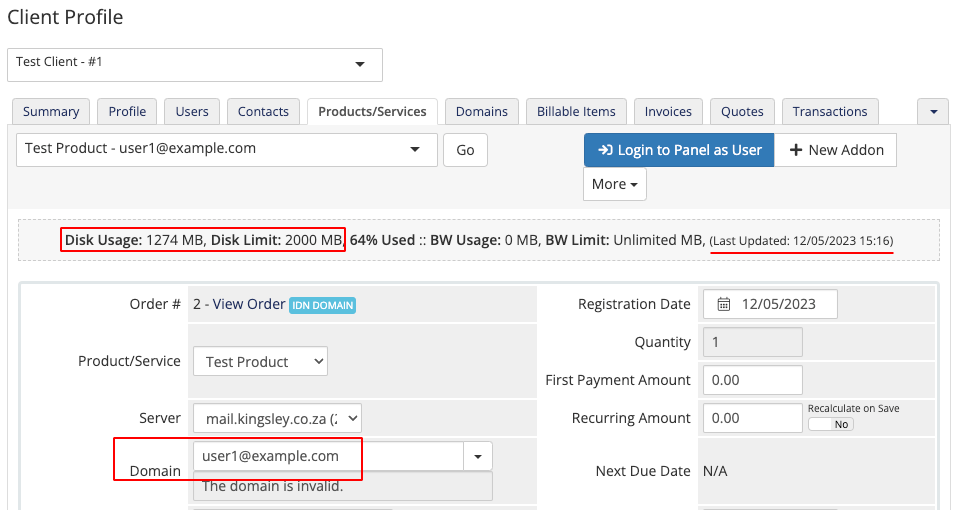 Client Profile
Test Client - #1
Summary Profile Users Contacts Products/Services Domains Billable Items Invoices Quotes Transactions
Test Product - user1@example.com Go Login to Panel as User New Addon
More
Disk Usage: 1274 MB, Disk Limit: 2000 MB, 64% Used :: BW Usage: 0 MB, BW Limit: Unlimited MB, (Last Updated: 12/05/2023 15:16)
Order # 2 - View Order IDN DOMAIN Registration Date 12/05/2023
Quantity 1
Product/Service Test Product
First Payment Amount 0.00
Server mail.kingsley.co.za Recurring Amount 0.00 Recalculate on Save
No
Domain user1@example.com
The domain is invalid.
Next Due Date N/A